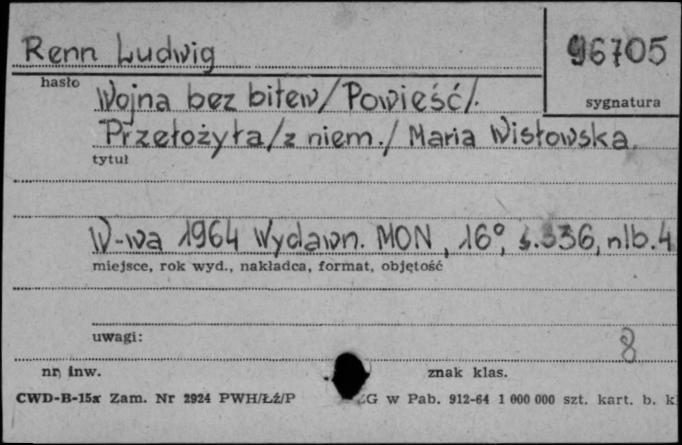 Renn Ludwig
96705
hasło
sygnatura
Wojna bez bitew/Powieść/.
Przełożyła/z niem./Maria Wisłowska.
tytuł
W-wa 1964 Wydawn. MON, 16°, s.336, nlb.4
miejsce, rok wyd., nakładca, format, objętość
uwagi:
8
nr inw.
znak klas.
CWD-B-15x Zam. Nr 2924 PWH/Łź/P
G w Pab. 912-64 1 000 000 szt. kart. b. k